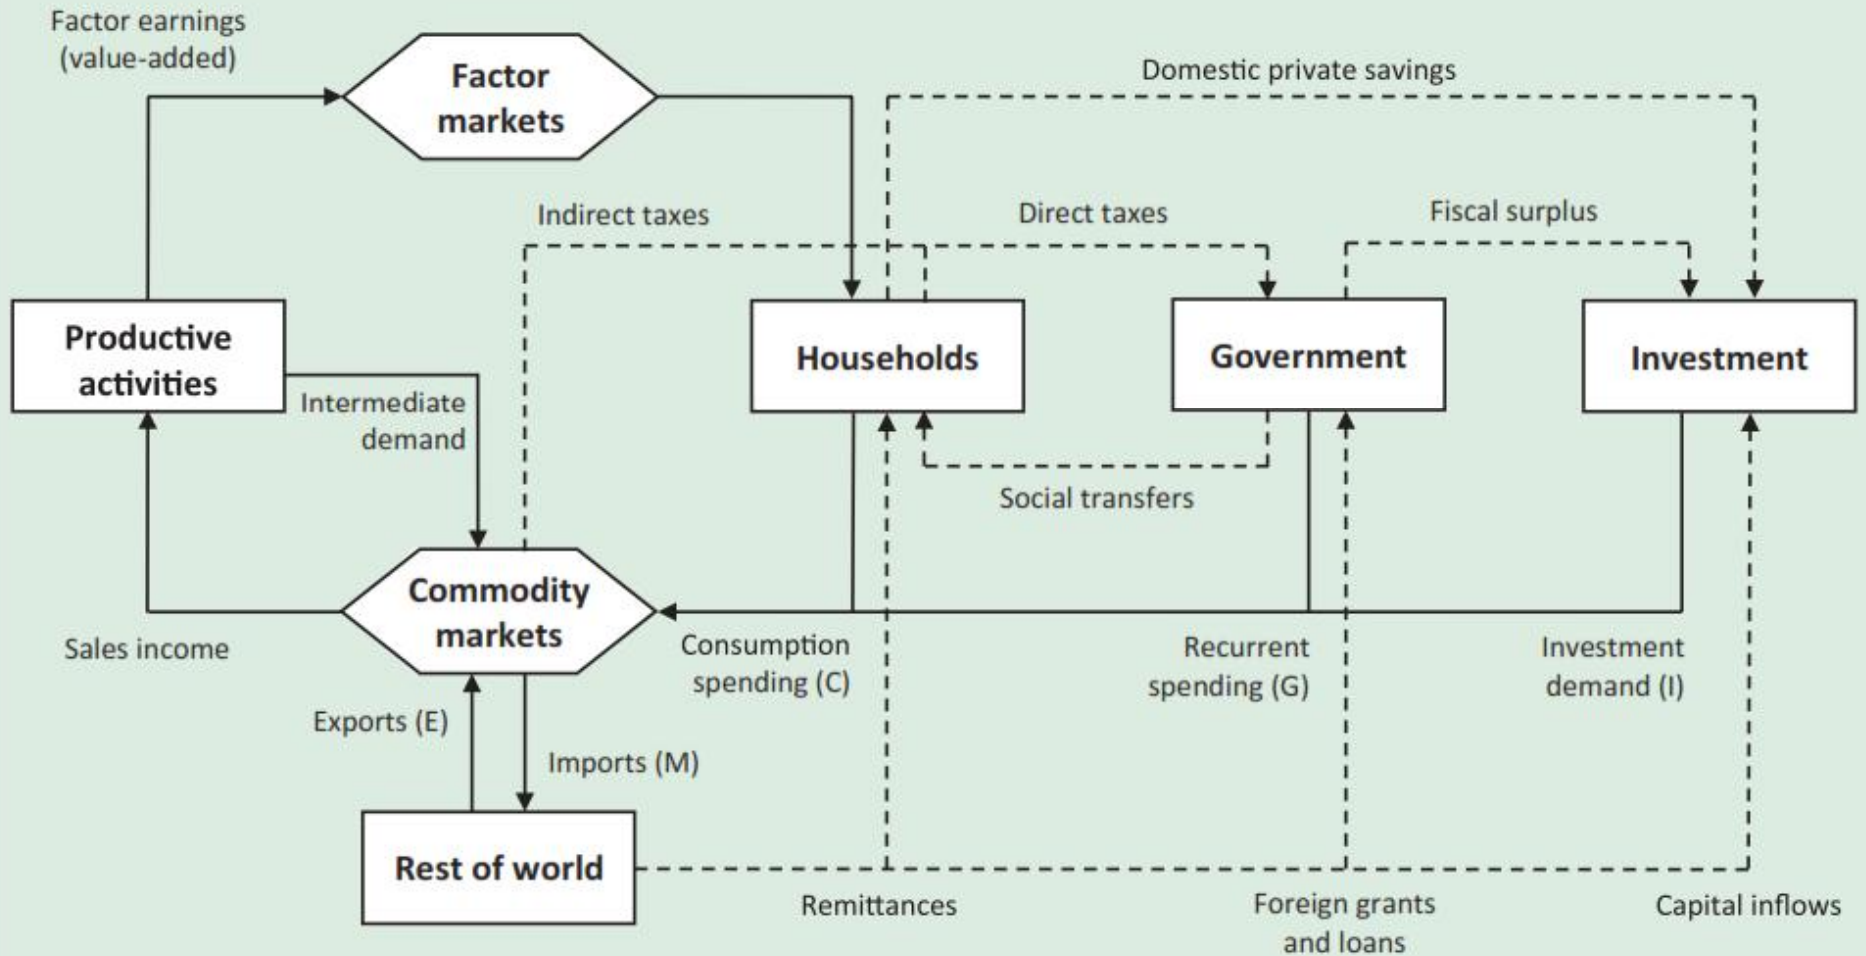 Factor earnings
(value-added)
Factor
markets
Domestic private savings
Indirect taxes
Direct taxes
Fiscal surplus
Productive
activities
Households
Government
Investment
Intermediate
demand
Social transfers
Commodity
markets
Sales income
Consumption
spending (C)
Recurrent
spending (G)
Investment
demand (I)
Exports (E)
Imports (M)
Rest of world
Remittances
Foreign grants
and loans
Capital inflows